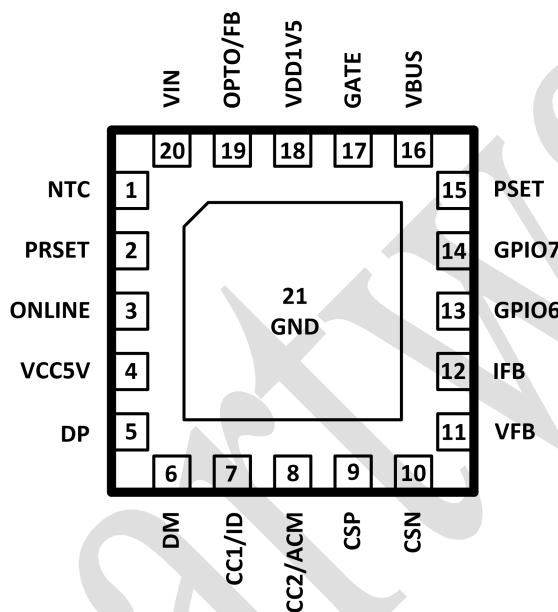 VIN
OPTO/FB
VDD1V5
GATE
VBUS
20
19
18
17
16
NTC
1
15
PSET
PRSET
2
14
GPIO7
ONLINE
3
21
GND
13
GPIO6
VCC5V
4
12
IFB
DP
5
11
VFB
6
7
8
9
10
DM
CC1/ID
CC2/ACM
CSP
CSN